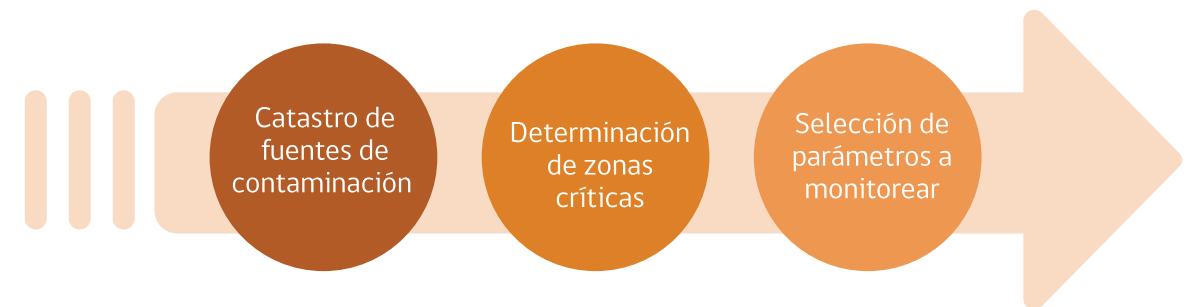 Catastro de
fuentes de
contaminación
Determinación
de zonas
críticas
Selección de
parámetros a
monitorear